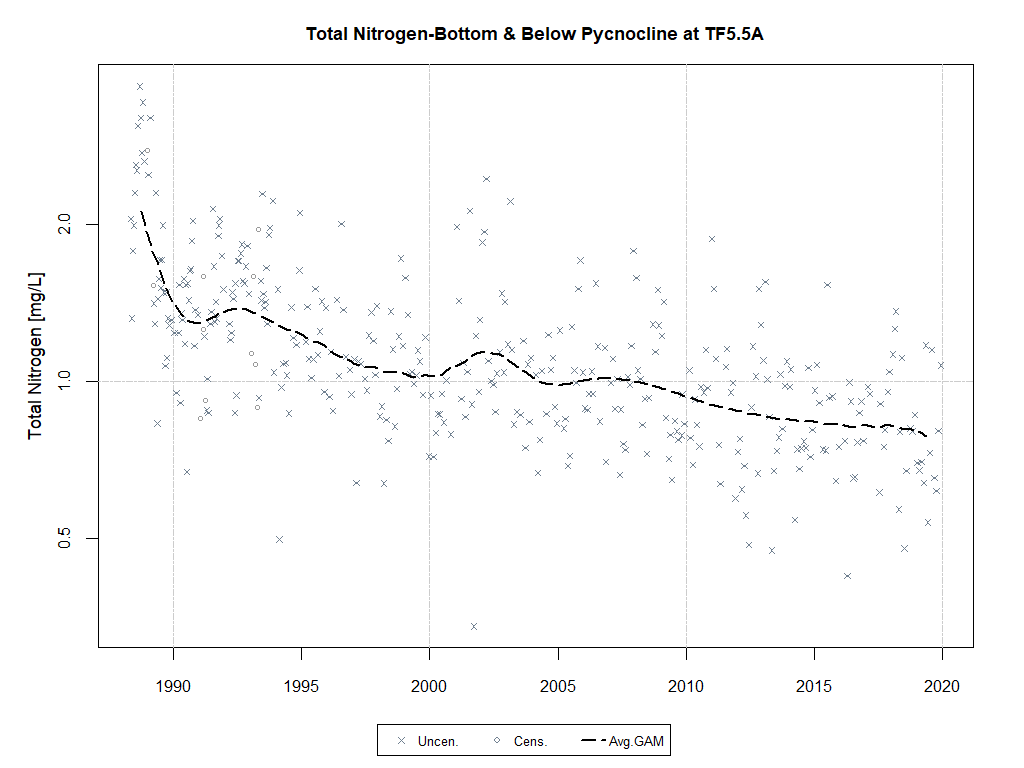 Total Nitrogen-Bottom & Below Pycnocline at TF5.5A
Total Nitrogen [mg/L]
2.0
1.0
0.5
1990 1995 2000 2005 2010 2015 2020
Uncen. Cens. Avg.GAM